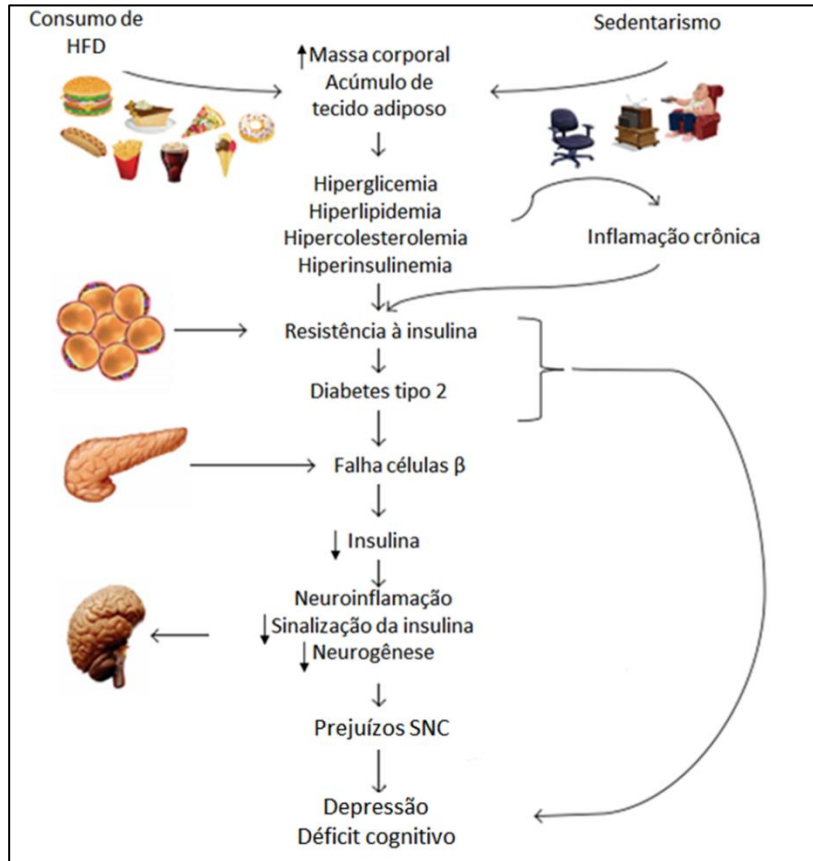 Consumo de
HFD
Sedentarismo
Massa corporal
Acúmulo de
tecido adiposo
Hiperglicemia
Hiperlipidemia
Hipercolesterolemia
Hiperinsulinemia
Inflamação crônica
Resistência à insulina
Diabetes tipo 2
Falha células β
Insulina
Neuroinflamação
Sinalização da insulina
Neurogênese
Prejuízos SNC
Depressão
Déficit cognitivo